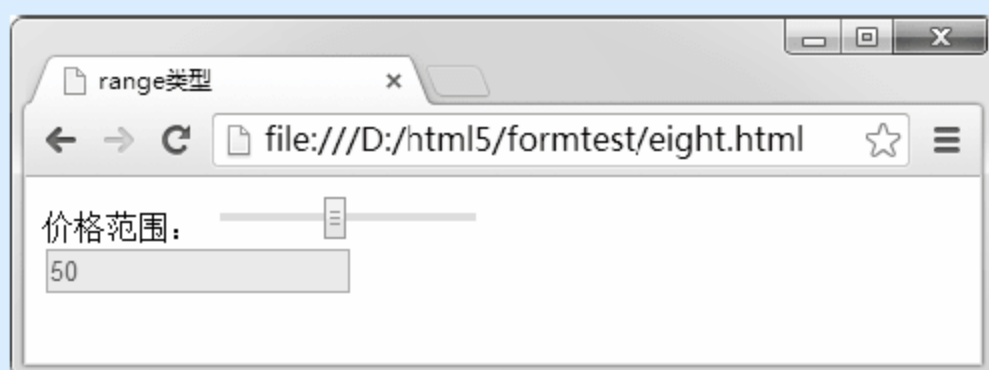 range类型
file:///D:/html5/formtest/eight.html
价格范围：
50